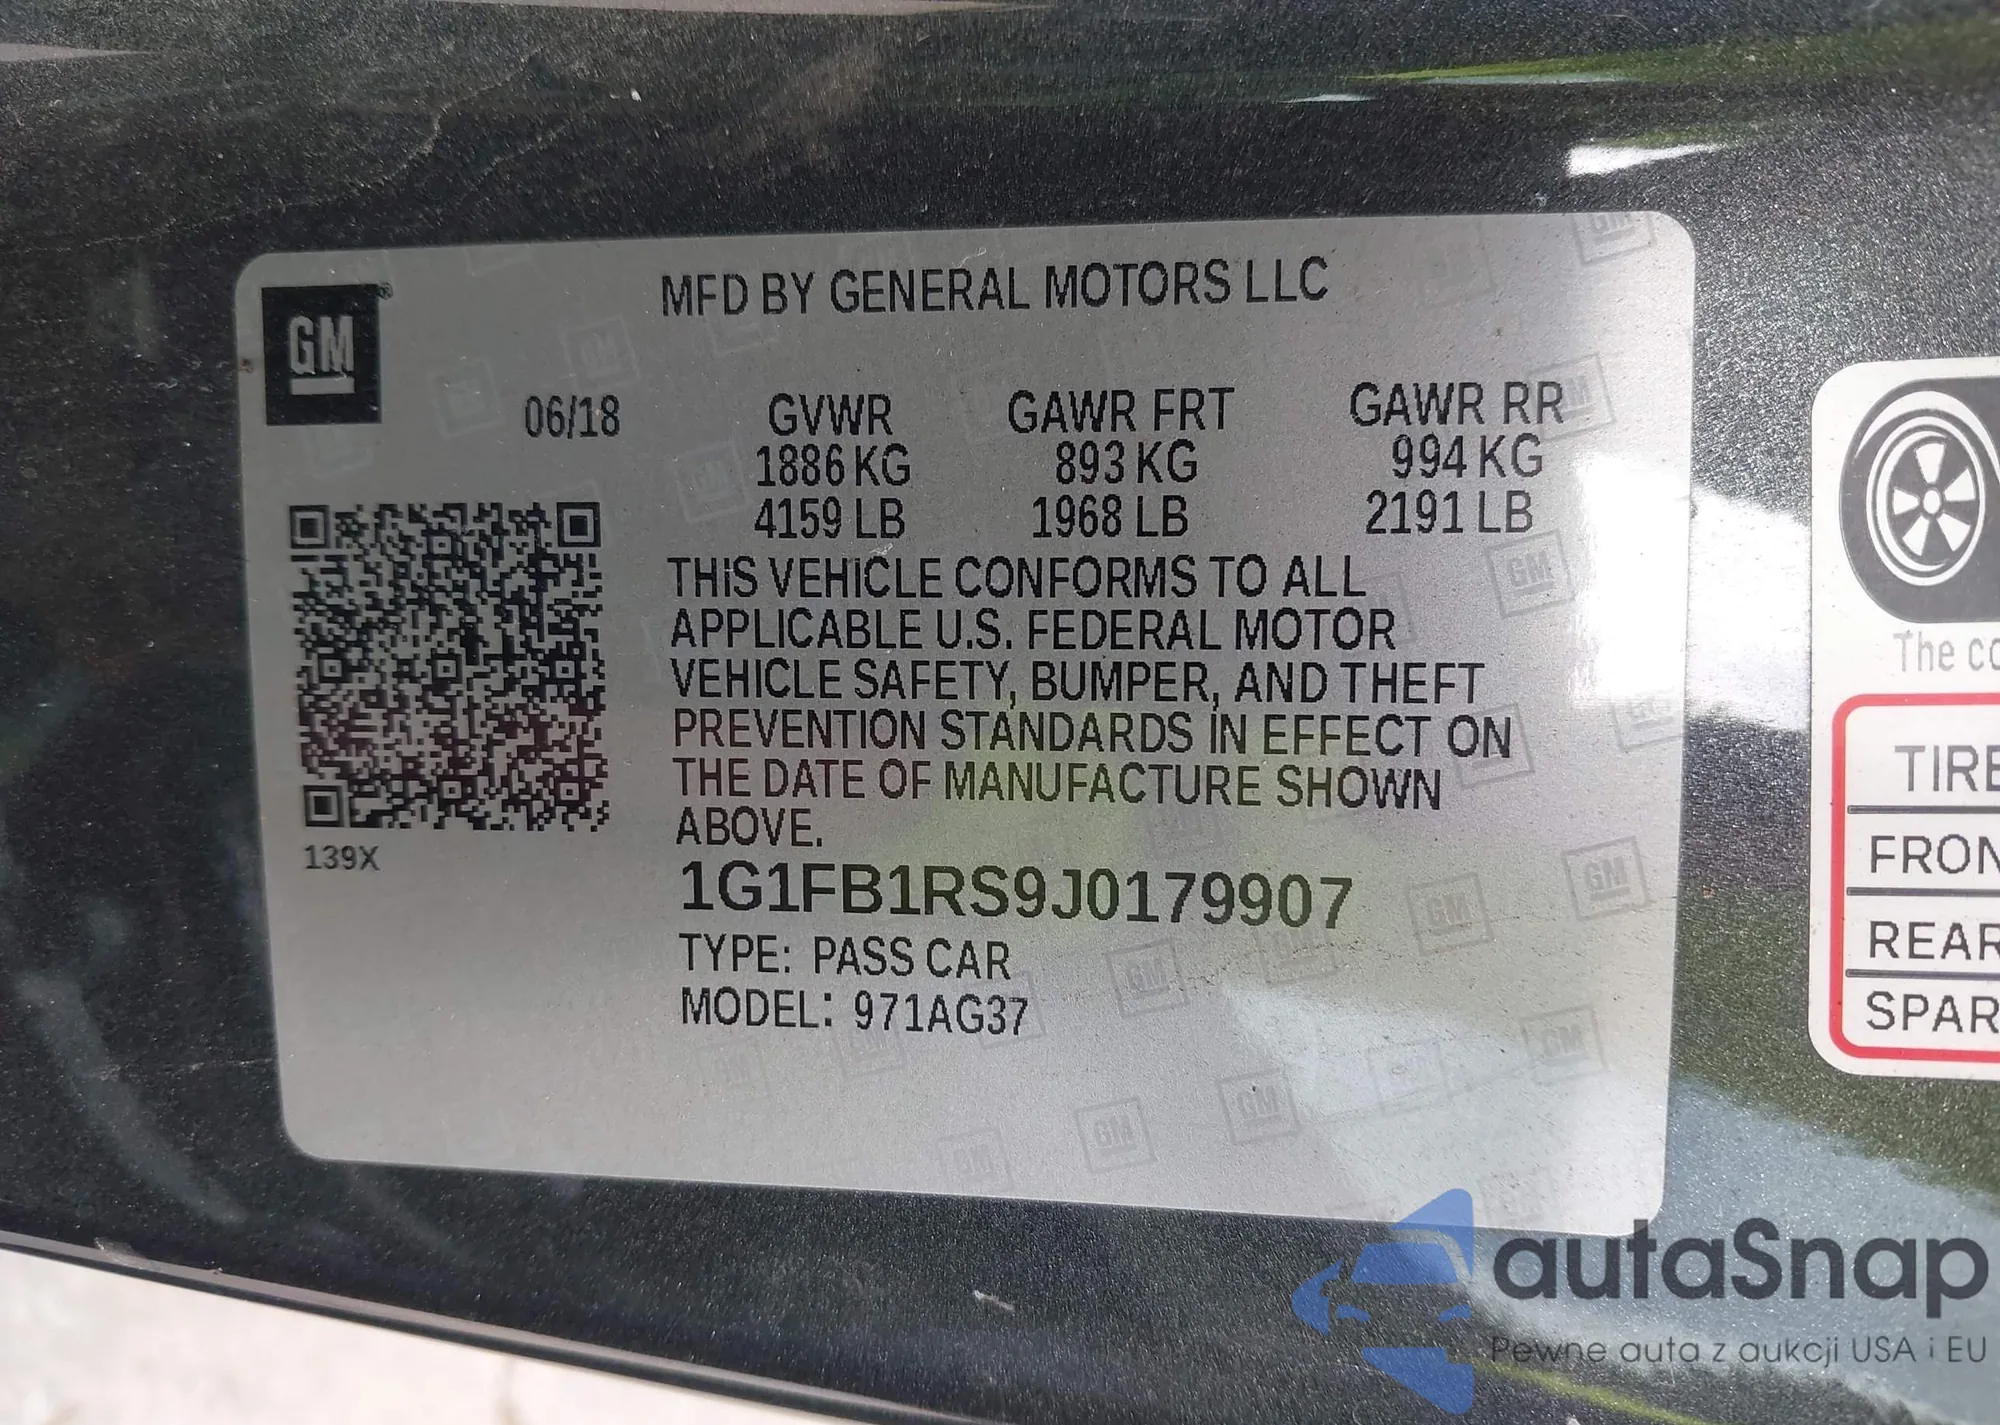 MFD BY GENERAL MOTORS LLC
GM
06/18
GVWR GAWR FRT GAWR RR
1886 KG 893 KG 994 KG
4159 LB 1968 LB 2191 LB
THIS VEHICLE CONFORMS TO ALL
APPLICABLE U.S. FEDERAL MOTOR
VEHICLE SAFETY, BUMPER, AND THEFT
PREVENTION STANDARDS IN EFFECT ON
THE DATE OF MANUFACTURE SHOWN
ABOVE.
139X
1G1FB1RS9J0179907
TYPE: PASS CAR
MODEL: 971AG37
The co
TIRE
FRON
REAR
SPAR
autaSnap
Pewne auta z aukcji USA i EU